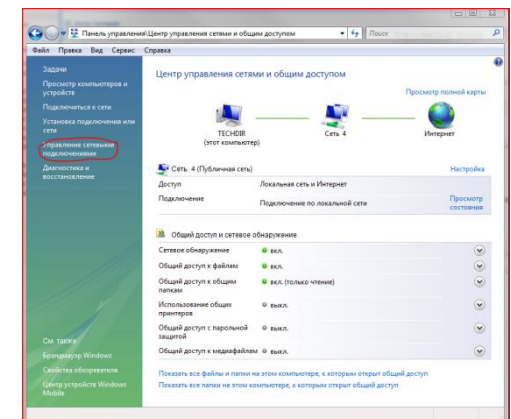 Панель управления\Центр управления сетями и общим доступом
Поиск
Файл Правка Вид Сервис Справка
Задачи
Просмотр компьютеров и
устройств
Подключиться к сети
Установка подключения или
сети
Управление сетевыми
подключениями
Диагностика и
восстановление
См. также
Брандмауэр Windows
Свойства обозревателя
Центр устройств Windows
Mobile
Центр управления сетями и общим доступом
Просмотр полной карты
TECHDIR
(этот компьютер)
Сеть 4
Интернет
Сеть 4 (Публичная сеть)
Настройка
Доступ Локальная сеть и Интернет
Подключение Подключение по локальной сети
Просмотр
состояния
Общий доступ и сетевое обнаружение
Сетевое обнаружение вкл.
Общий доступ к файлам вкл.
Общий доступ к общим
папкам
вкл. (только чтение)
Использование общих
принтеров
выкл.
Общий доступ с парольной
защитой
выкл.
Общий доступ к медиафайлам выкл.
Показать все файлы и папки на этом компьютере, к которым открыт общий доступ
Показать все папки на этом компьютере, к которым открыт общий доступ